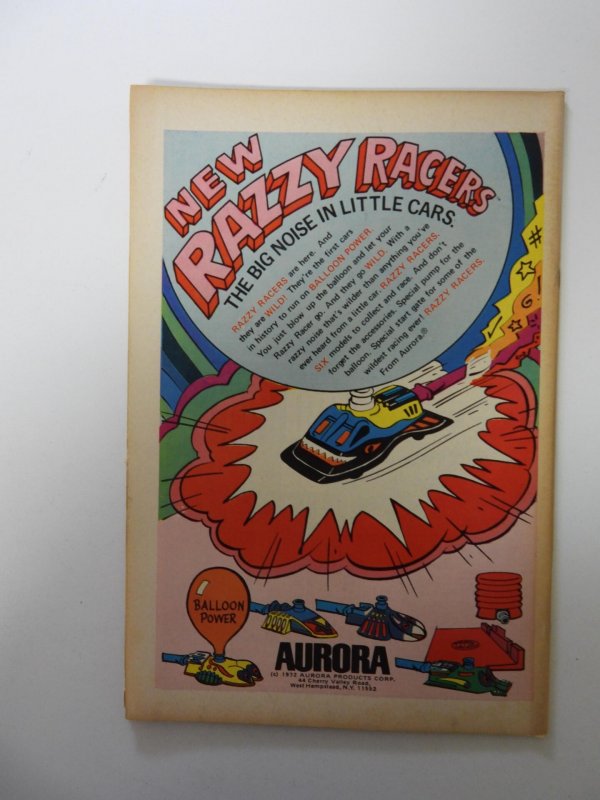 NEW
RAZZY RACERS™
THE BIG NOISE IN LITTLE CARS.
RAZZY RACERS are here. And
they are WILD! They're the first cars
in history to run on BALLOON POWER.
You just blow up the balloon and let your
Razzy Racer go. And they go WILD. With a
razzy noise that's wilder than anything you've
ever heard from a little car. RAZZY RACERS.
SIX models to collect and race. And don't
forget the accessories. Special pump for the
balloon. Special start gate for some of the
wildest racing ever! RAZZY RACERS.
From Aurora.®
#
G!
BALLOON
POWER
AURORA
(c) 1972 AURORA PRODUCTS CORP.
44 Cherry Valley Road,
West Hempstead, N.Y. 11552